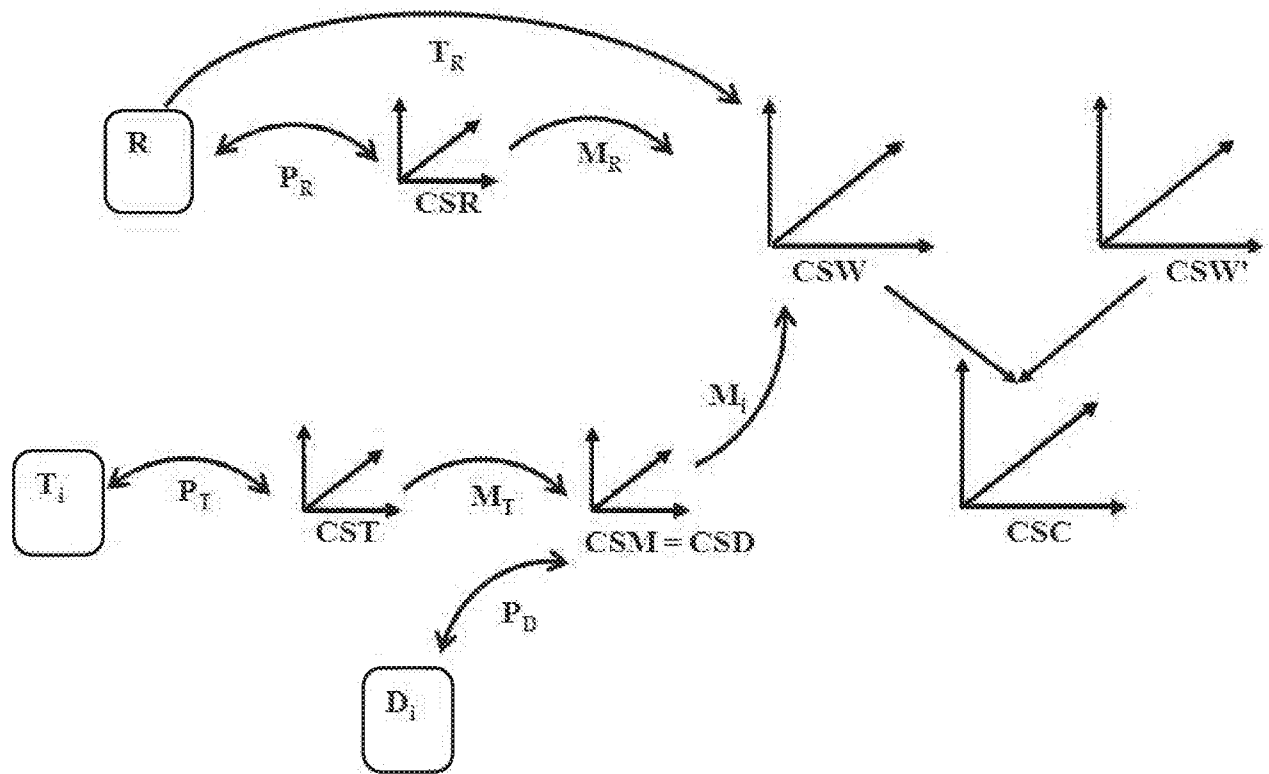 T_R
R
P_R
CSR
M_R
CSW
CSW'
M_i
T_i
P_T
CST
M_T
CSM = CSD
CSC
P_D
D_i